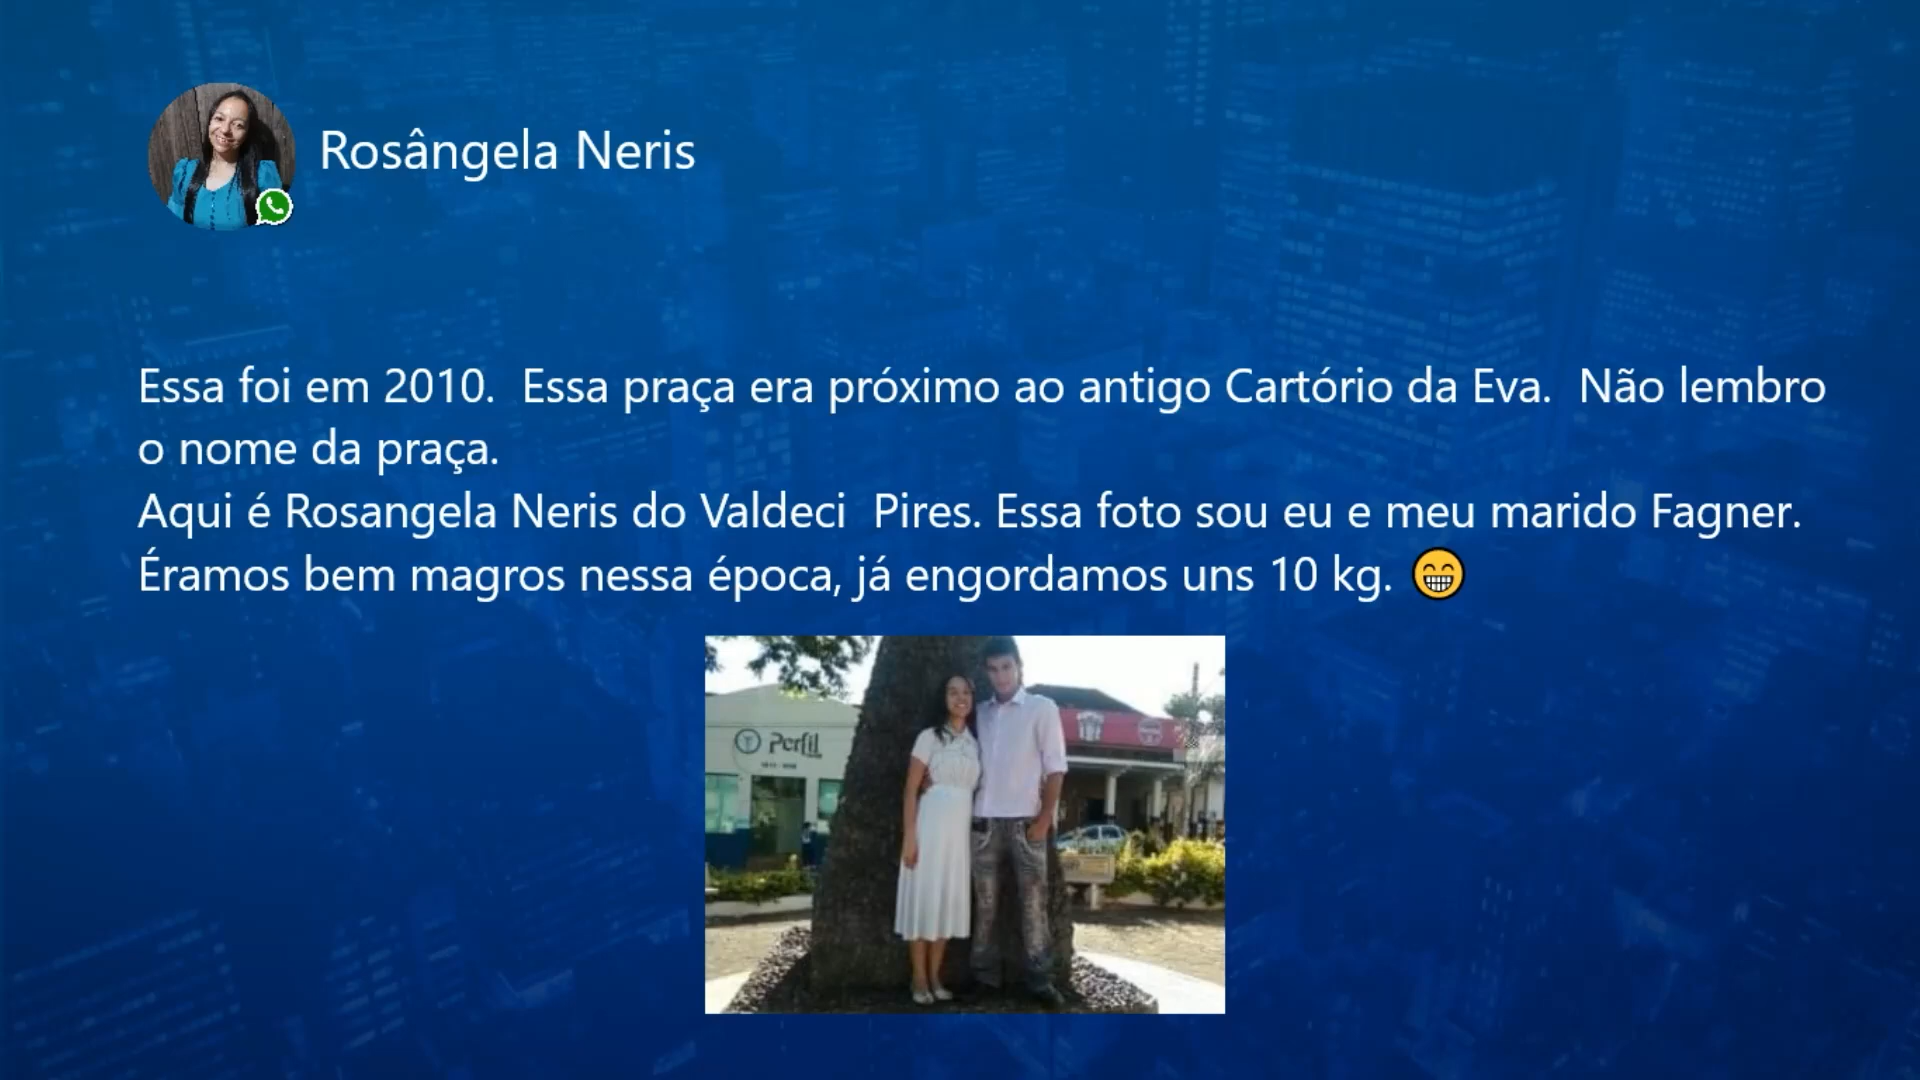 Rosângela Neris
Essa foi em 2010.  Essa praça era próximo ao antigo Cartório da Eva.  Não lembro
o nome da praça.
Aqui é Rosangela Neris do Valdeci  Pires. Essa foto sou eu e meu marido Fagner.
Éramos bem magros nessa época, já engordamos uns 10 kg. 😁
Perfil